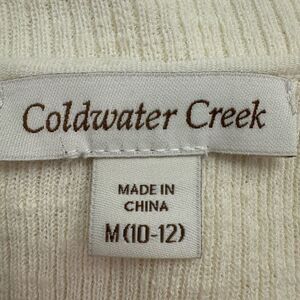 Coldwater Creek
MADE IN
CHINA
M (10-12)